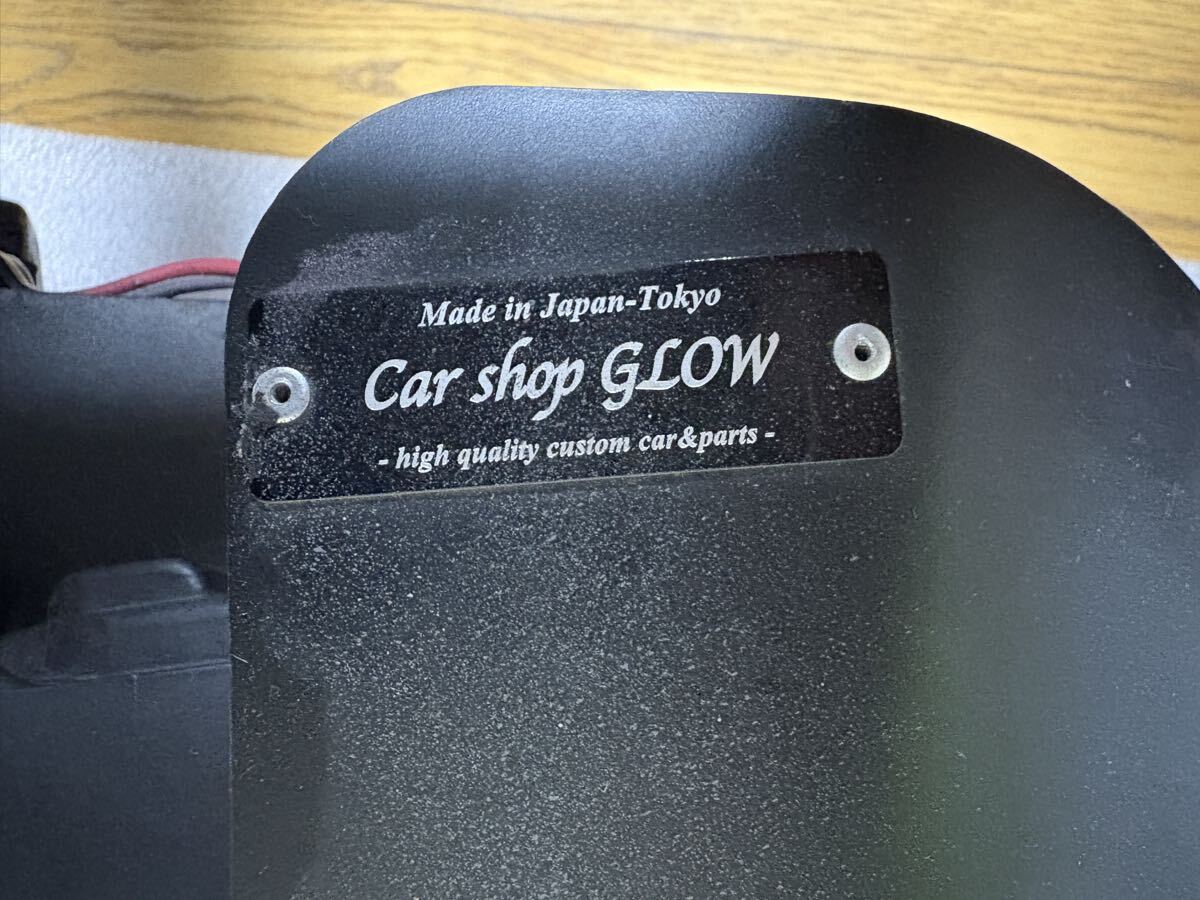 Made in Japan-Tokyo
Car shop GLOW
- high quality custom car&parts -